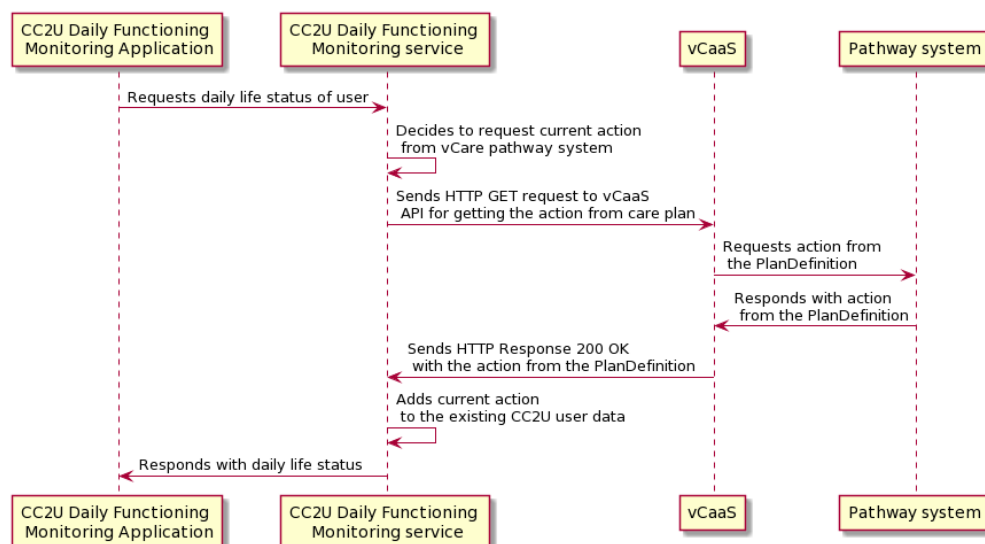 CC2U Daily Functioning
Monitoring Application
CC2U Daily Functioning
Monitoring service
vCaaS
Pathway system
Requests daily life status of user
Decides to request current action
from vCare pathway system
Sends HTTP GET request to vCaaS
API for getting the action from care plan
Requests action from
the PlanDefinition
Responds with action
from the PlanDefinition
Sends HTTP Response 200 OK
with the action from the PlanDefinition
Adds current action
to the existing CC2U user data
Responds with daily life status
CC2U Daily Functioning
Monitoring Application
CC2U Daily Functioning
Monitoring service
vCaaS
Pathway system